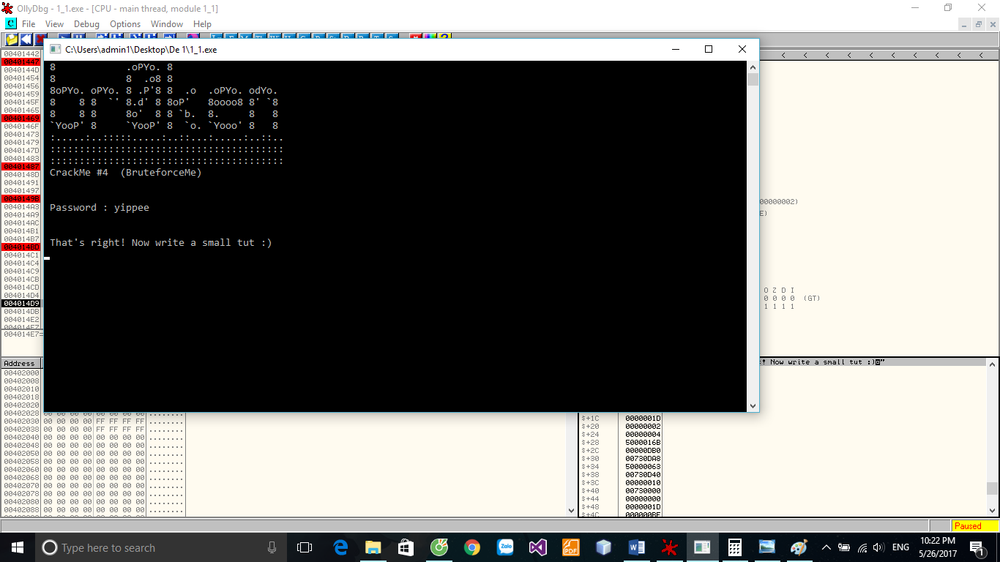 OllyDbg - 1_1.exe - [CPU - main thread, module 1_1]
C File View Debug Options Window Help
C:\Users\admin1\Desktop\De 1\1_1.exe
8            .oPYo. 8
8            8  .o8 8
8oPYo. oPYo. 8 .P'8 8  .o  .oPYo. odYo.
8    8 8  `' 8.d' 8 8oP'   8oooo8 8' `8
8    8 8     8o'  8 8 `b.  8.     8   8
`YooP' 8     `YooP' 8  `o. `Yooo' 8   8
:.....:..:::::.....:..::...:.....:..::..
::::::::::::::::::::::::::::::::::::::::
::::::::::::::::::::::::::::::::::::::::
CrackMe #4  (BruteforceMe)
Password : yippee
That's right! Now write a small tut :)
00401442
00401447
0040144D
00401454
00401456
00401459
0040145F
00401465
00401469
0040146F
00401473
00401479
0040147D
00401483
00401487
0040148D
00401491
00401497
0040149B
004014A3
004014A9
004014AC
004014B1
004014B7
004014BD
004014C1
004014C4
004014C9
004014CB
004014CD
004014D4
004014D9
004014DB
004014E2
004014E7
004014E7=
< < < < < < < < < <
00000002)
E)
O Z D I
0 0 0 0 (GT)
1 1 1 1
Address
00402000
00402008
00402010
00402018
00402020
00402028 00 00 00 00 00 00 00 00 ........
00402030 00 00 00 00 FF FF FF FF ........
00402038 00 00 00 00 FF FF FF FF ........
00402040 00 00 00 00 00 00 00 00 ........
00402048 00 00 00 00 00 00 00 00 ........
00402050 00 00 00 00 00 00 00 00 ........
00402058 00 00 00 00 00 00 00 00 ........
00402060 00 00 00 00 00 00 00 00 ........
00402068 00 00 00 00 00 00 00 00 ........
00402070 00 00 00 00 00 00 00 00 ........
00402078 00 00 00 00 00 00 00 00 ........
00402080 00 00 00 00 00 00 00 00 ........
00402088 00 00 00 00 00 00 00 00 ........
! Now write a small tut :)
$+1C 0000001D
$+20 00000002
$+24 00000004
$+28 5000016B
$+2C 00000DB0
$+30 00730DA8
$+34 50000063
$+38 00730D40
$+3C 00000010
$+40 00730000
$+44 00000000
$+48 0000001D
$+4C 000000BF
Paused
Type here to search
Zalo
PDF
W
ENG
10:22 PM
5/26/2017
1